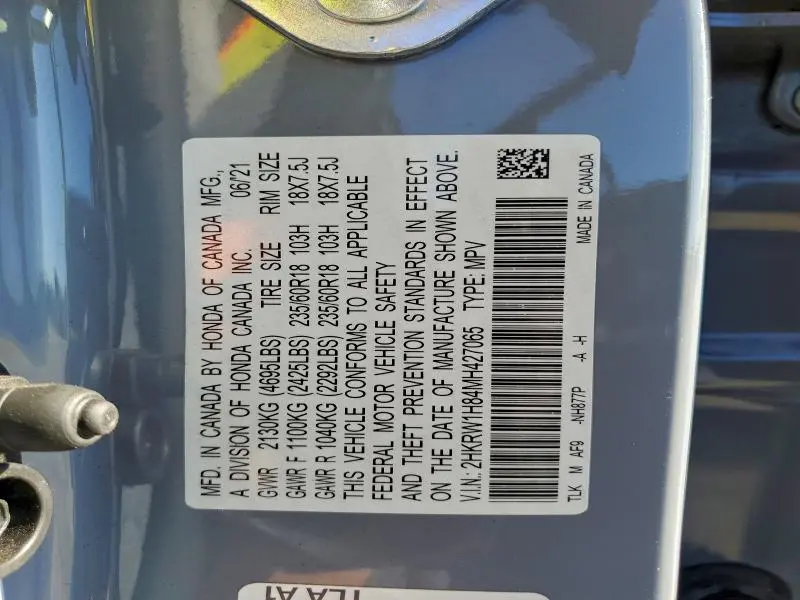 MFD. IN CANADA BY HONDA OF CANADA MFG.,
A DIVISION OF HONDA CANADA INC. 06/21
GVWR 2130KG (4695LBS) TIRE SIZE RIM SIZE
GAWR F 1100KG (2425LBS) 235/60R18 103H 18X7.5J
GAWR R 1040KG (2292LBS) 235/60R18 103H 18X7.5J
THIS VEHICLE CONFORMS TO ALL APPLICABLE
FEDERAL MOTOR VEHICLE SAFETY
AND THEFT PREVENTION STANDARDS IN EFFECT
ON THE DATE OF MANUFACTURE SHOWN ABOVE.
V.I.N.: 2HKRW1H84MH427065 TYPE: MPV
TLK M AF9 -NH877P -A -H MADE IN CANADA
TLA A1